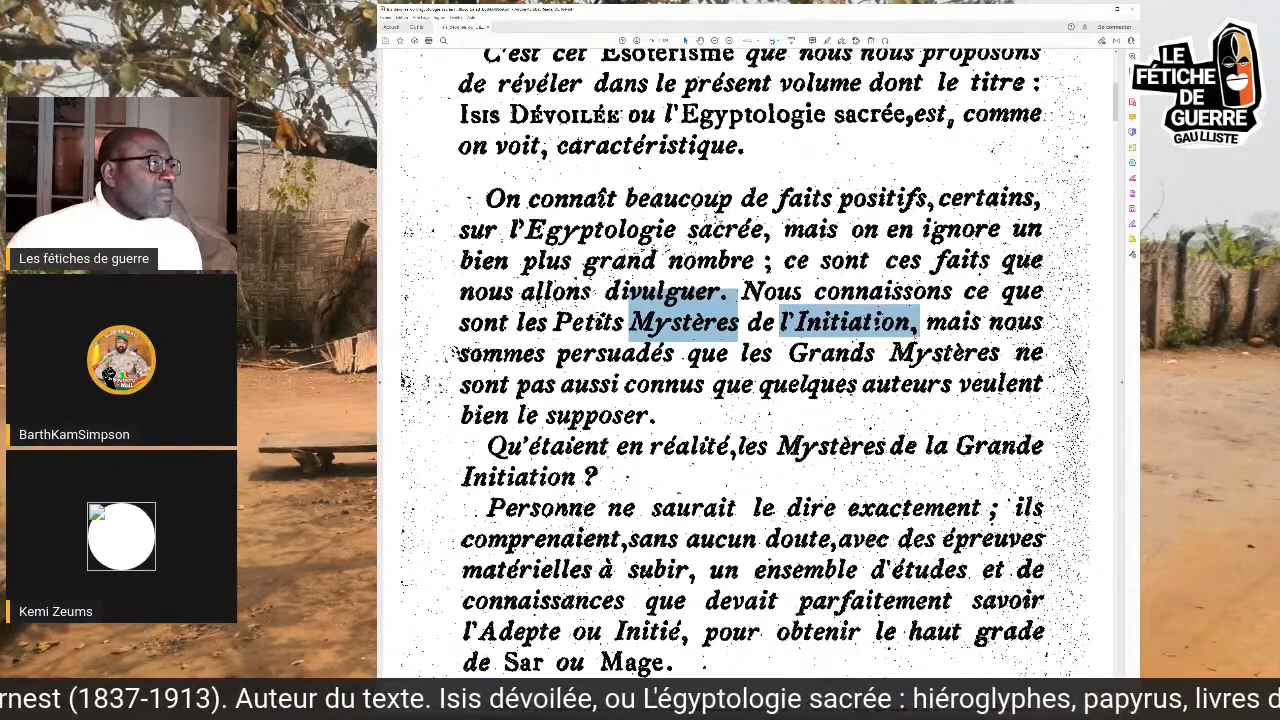 Accueil
Outils
Se connecter
C'est cet Esotérisme que nous nous proposons
de révéler dans le présent volume dont le titre :
ISIS DÉVOILÉE ou l'Egyptologie sacrée,est, comme
on voit, caractéristique.
On connaît beaucoup de faits positifs,certains,
sur l'Egyptologie sacrée, mais on en ignore un
bien plus grand nombre ; ce sont ces faits que
nous allons divulguer. Nous connaissons ce que
sont les Petits Mystères de l'Initiation, mais nous
sommes persuadés que les Grands Mystères ne
sont pas aussi connus que quelques auteurs veulent
bien le supposer.
Qu'étaient en réalité,les Mystères de la Grande
Initiation ?
Personne ne saurait le dire exactement ; ils
comprenaient,sans aucun doute,avec des épreuves
matérielles à subir, un ensemble d'études et de
connaissances que devait parfaitement savoir
l'Adepte ou Initié, pour obtenir le haut grade
de Sar ou Mage.
LE
FÉTICHE
DE
GUERRE
GAULLISTE
Les fétiches de guerre
BarthKamSimpson
Kemi Zeums
rnest (1837-1913). Auteur du texte. Isis dévoilée, ou L'égyptologie sacrée : hiéroglyphes, papyrus, livres d